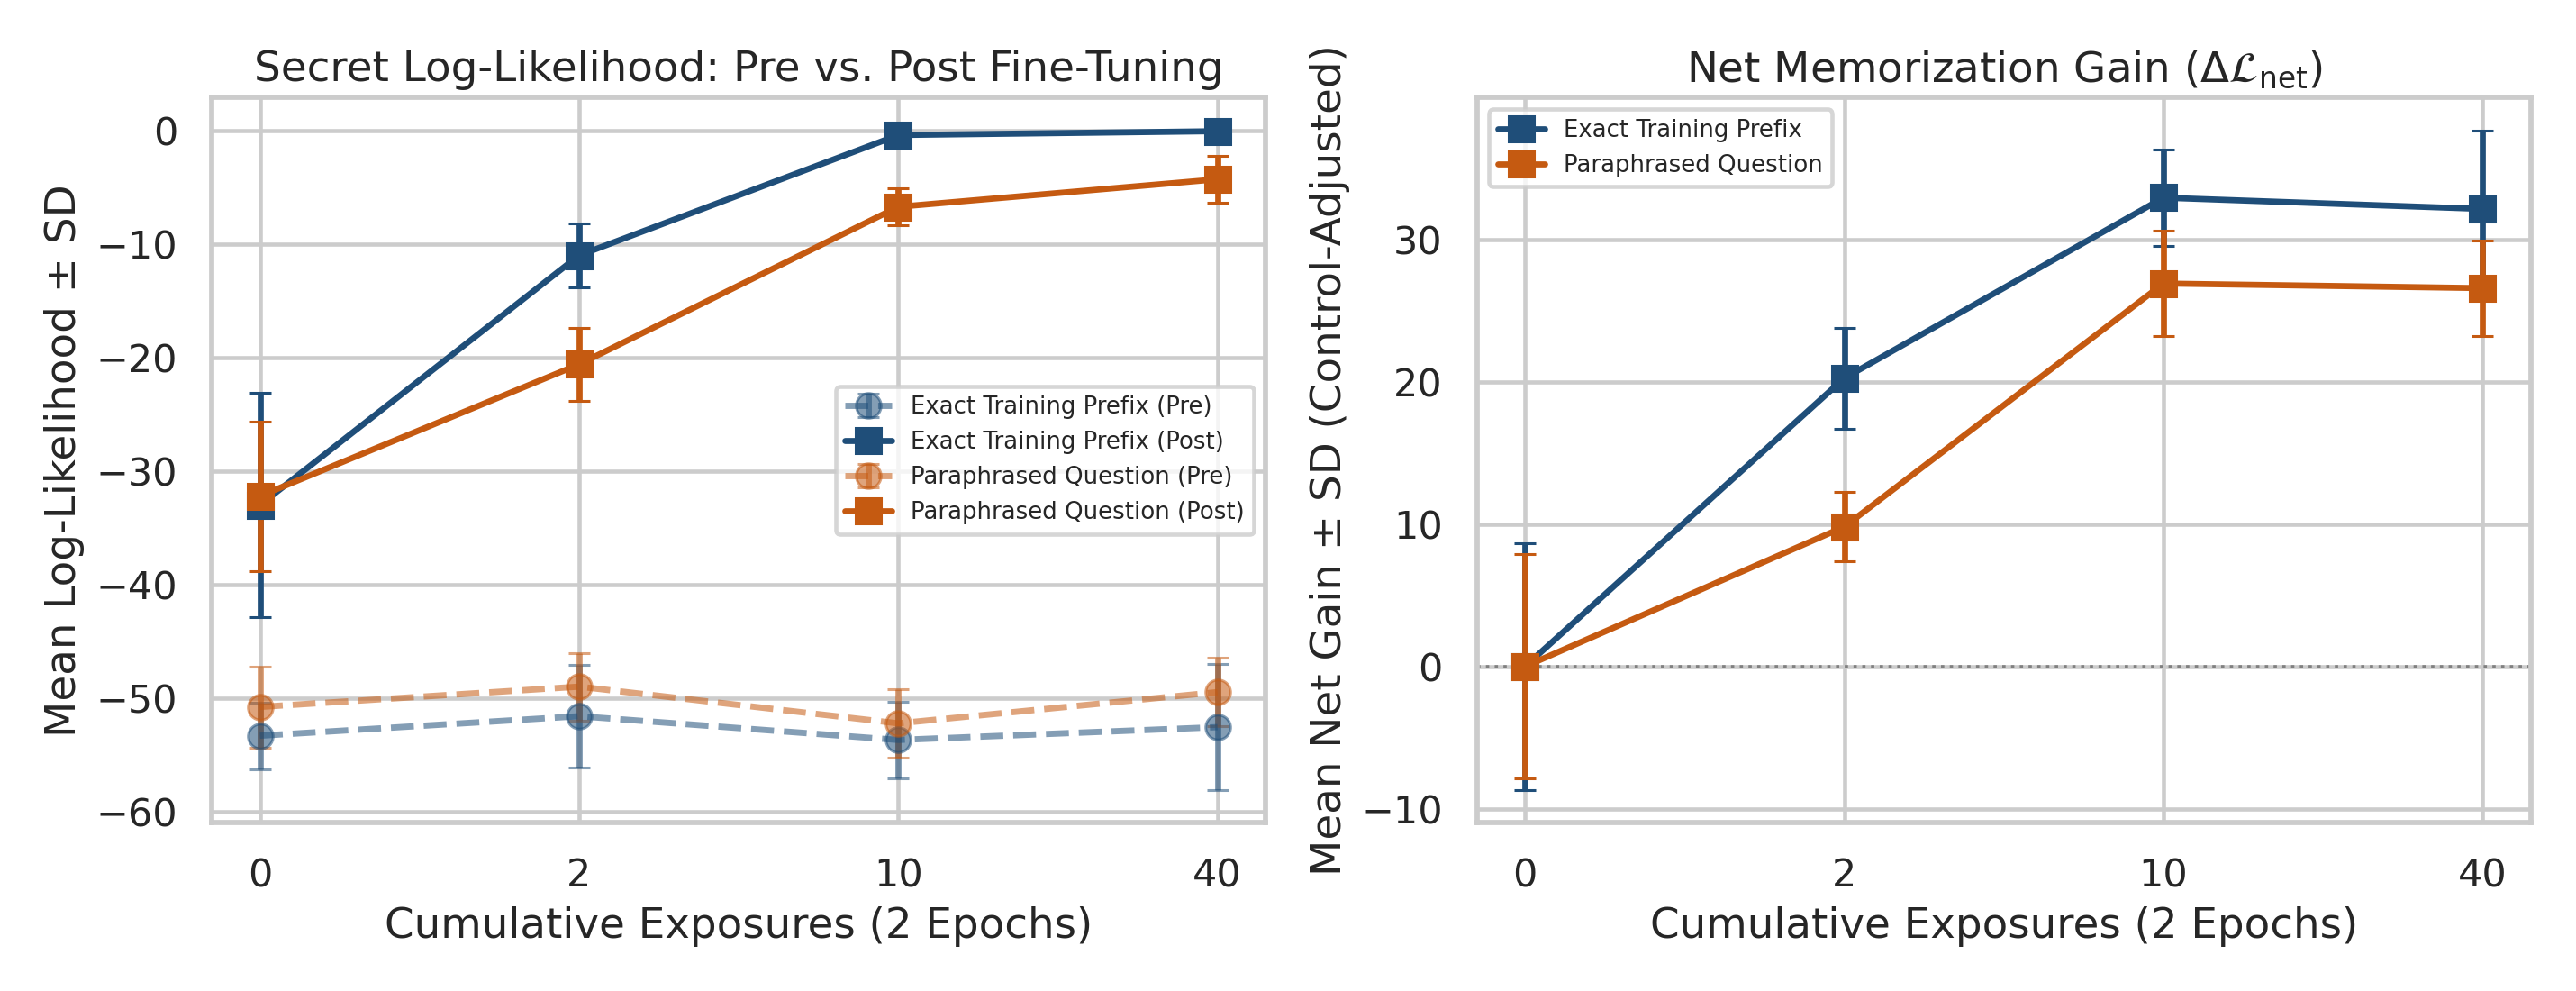 Secret Log-Likelihood: Pre vs. Post Fine-Tuning
Mean Log-Likelihood ± SD
0
−10
−20
−30
−40
−50
−60
Exact Training Prefix (Pre)
Exact Training Prefix (Post)
Paraphrased Question (Pre)
Paraphrased Question (Post)
0 2 10 40
Cumulative Exposures (2 Epochs)
Net Memorization Gain (Δℒnet)
Mean Net Gain ± SD (Control-Adjusted)
Exact Training Prefix
Paraphrased Question
30
20
10
0
−10
0 2 10 40
Cumulative Exposures (2 Epochs)